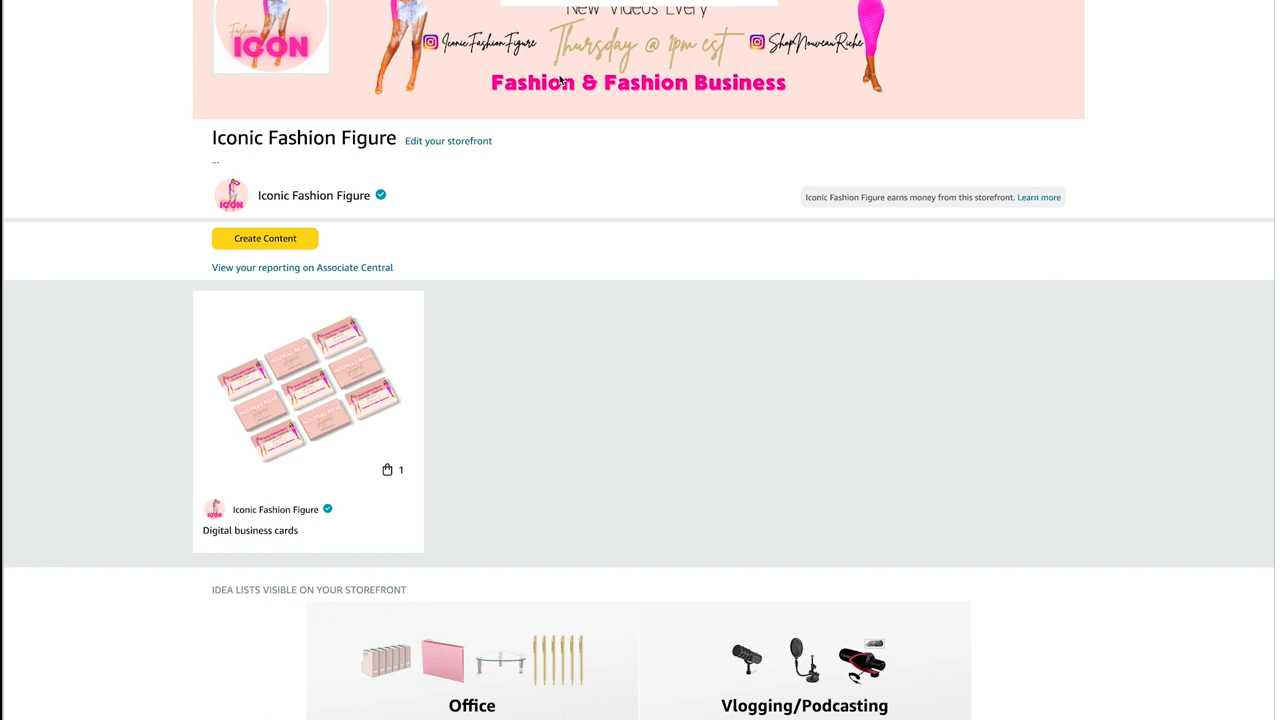 New Videos Every
Fashion
ICON
IconicFashionFigure
Thursday @ 1pm est
ShopNouveauRiche
Fashion & Fashion Business
Iconic Fashion Figure
Edit your storefront
...
ICON
Iconic Fashion Figure
Iconic Fashion Figure earns money from this storefront. Learn more
Create Content
View your reporting on Associate Central
1
Iconic Fashion Figure
Digital business cards
IDEA LISTS VISIBLE ON YOUR STOREFRONT
Office
Vlogging/Podcasting